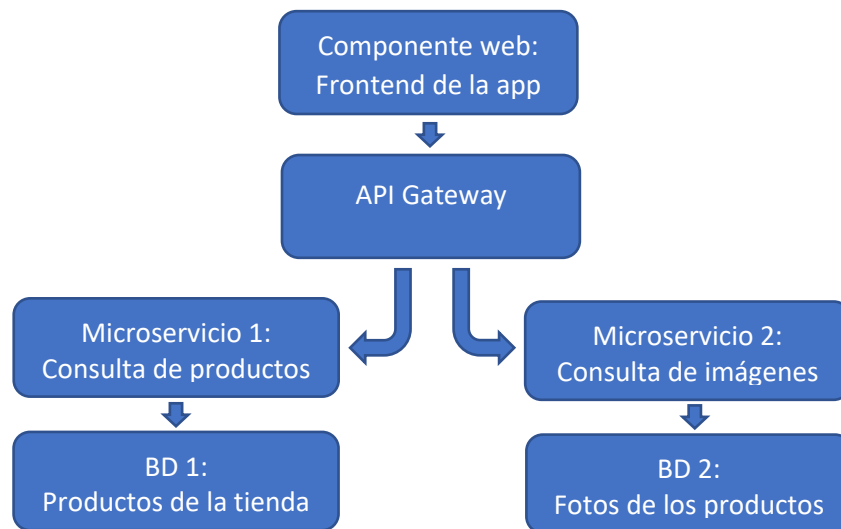 Componente web:
Frontend de la app
API Gateway
Microservicio 1:
Consulta de productos
Microservicio 2:
Consulta de imágenes
BD 1:
Productos de la tienda
BD 2:
Fotos de los productos